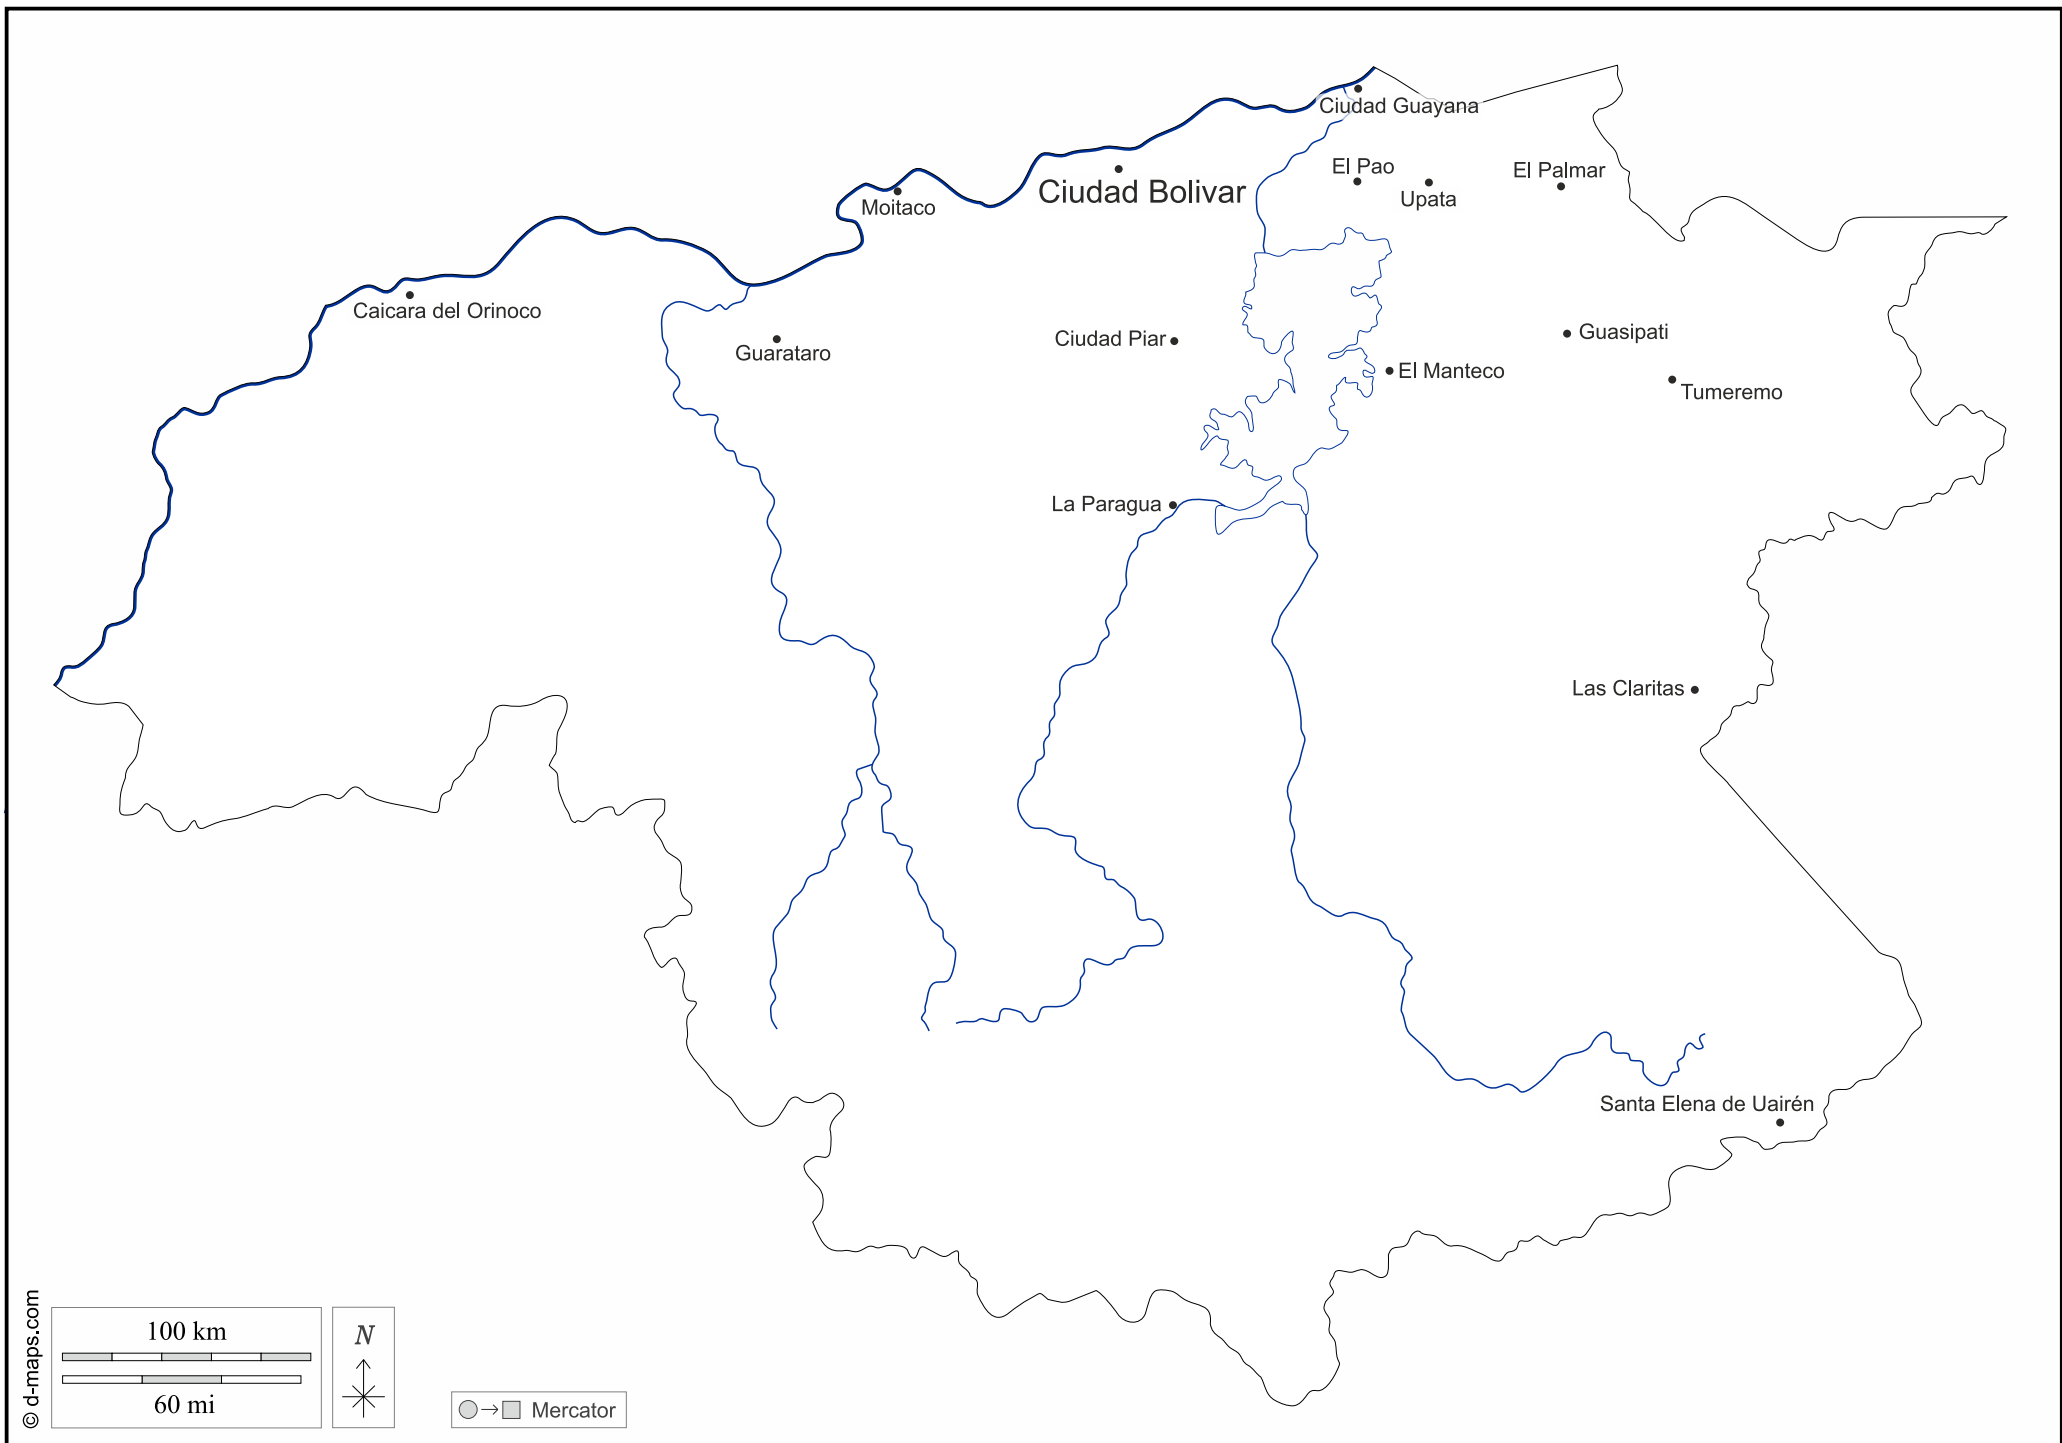 Ciudad Guayana
El Pao
El Palmar
Upata
Ciudad Bolivar
Moitaco
Caicara del Orinoco
Guarataro
Ciudad Piar
Guasipati
El Manteco
Tumeremo
La Paragua
Las Claritas
Santa Elena de Uairén
100 km
60 mi
N
Mercator
© d-maps.com